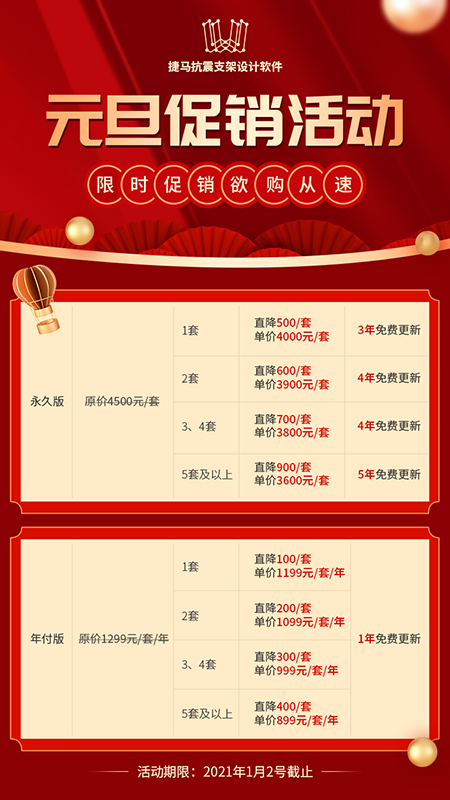 捷马抗震支架设计软件
元旦促销活动
限时促销欲购从速
永久版
原价4500元/套
1套
直降500/套
单价4000元/套
3年免费更新
2套
直降600/套
单价3900元/套
4年免费更新
3、4套
直降700/套
单价3800元/套
4年免费更新
5套及以上
直降900/套
单价3600元/套
5年免费更新
年付版
原价1299元/套/年
1套
直降100/套
单价1199元/套/年
2套
直降200/套
单价1099元/套/年
3、4套
直降300/套
单价999元/套/年
5套及以上
直降400/套
单价899元/套/年
1年免费更新
活动期限：2021年1月2号截止